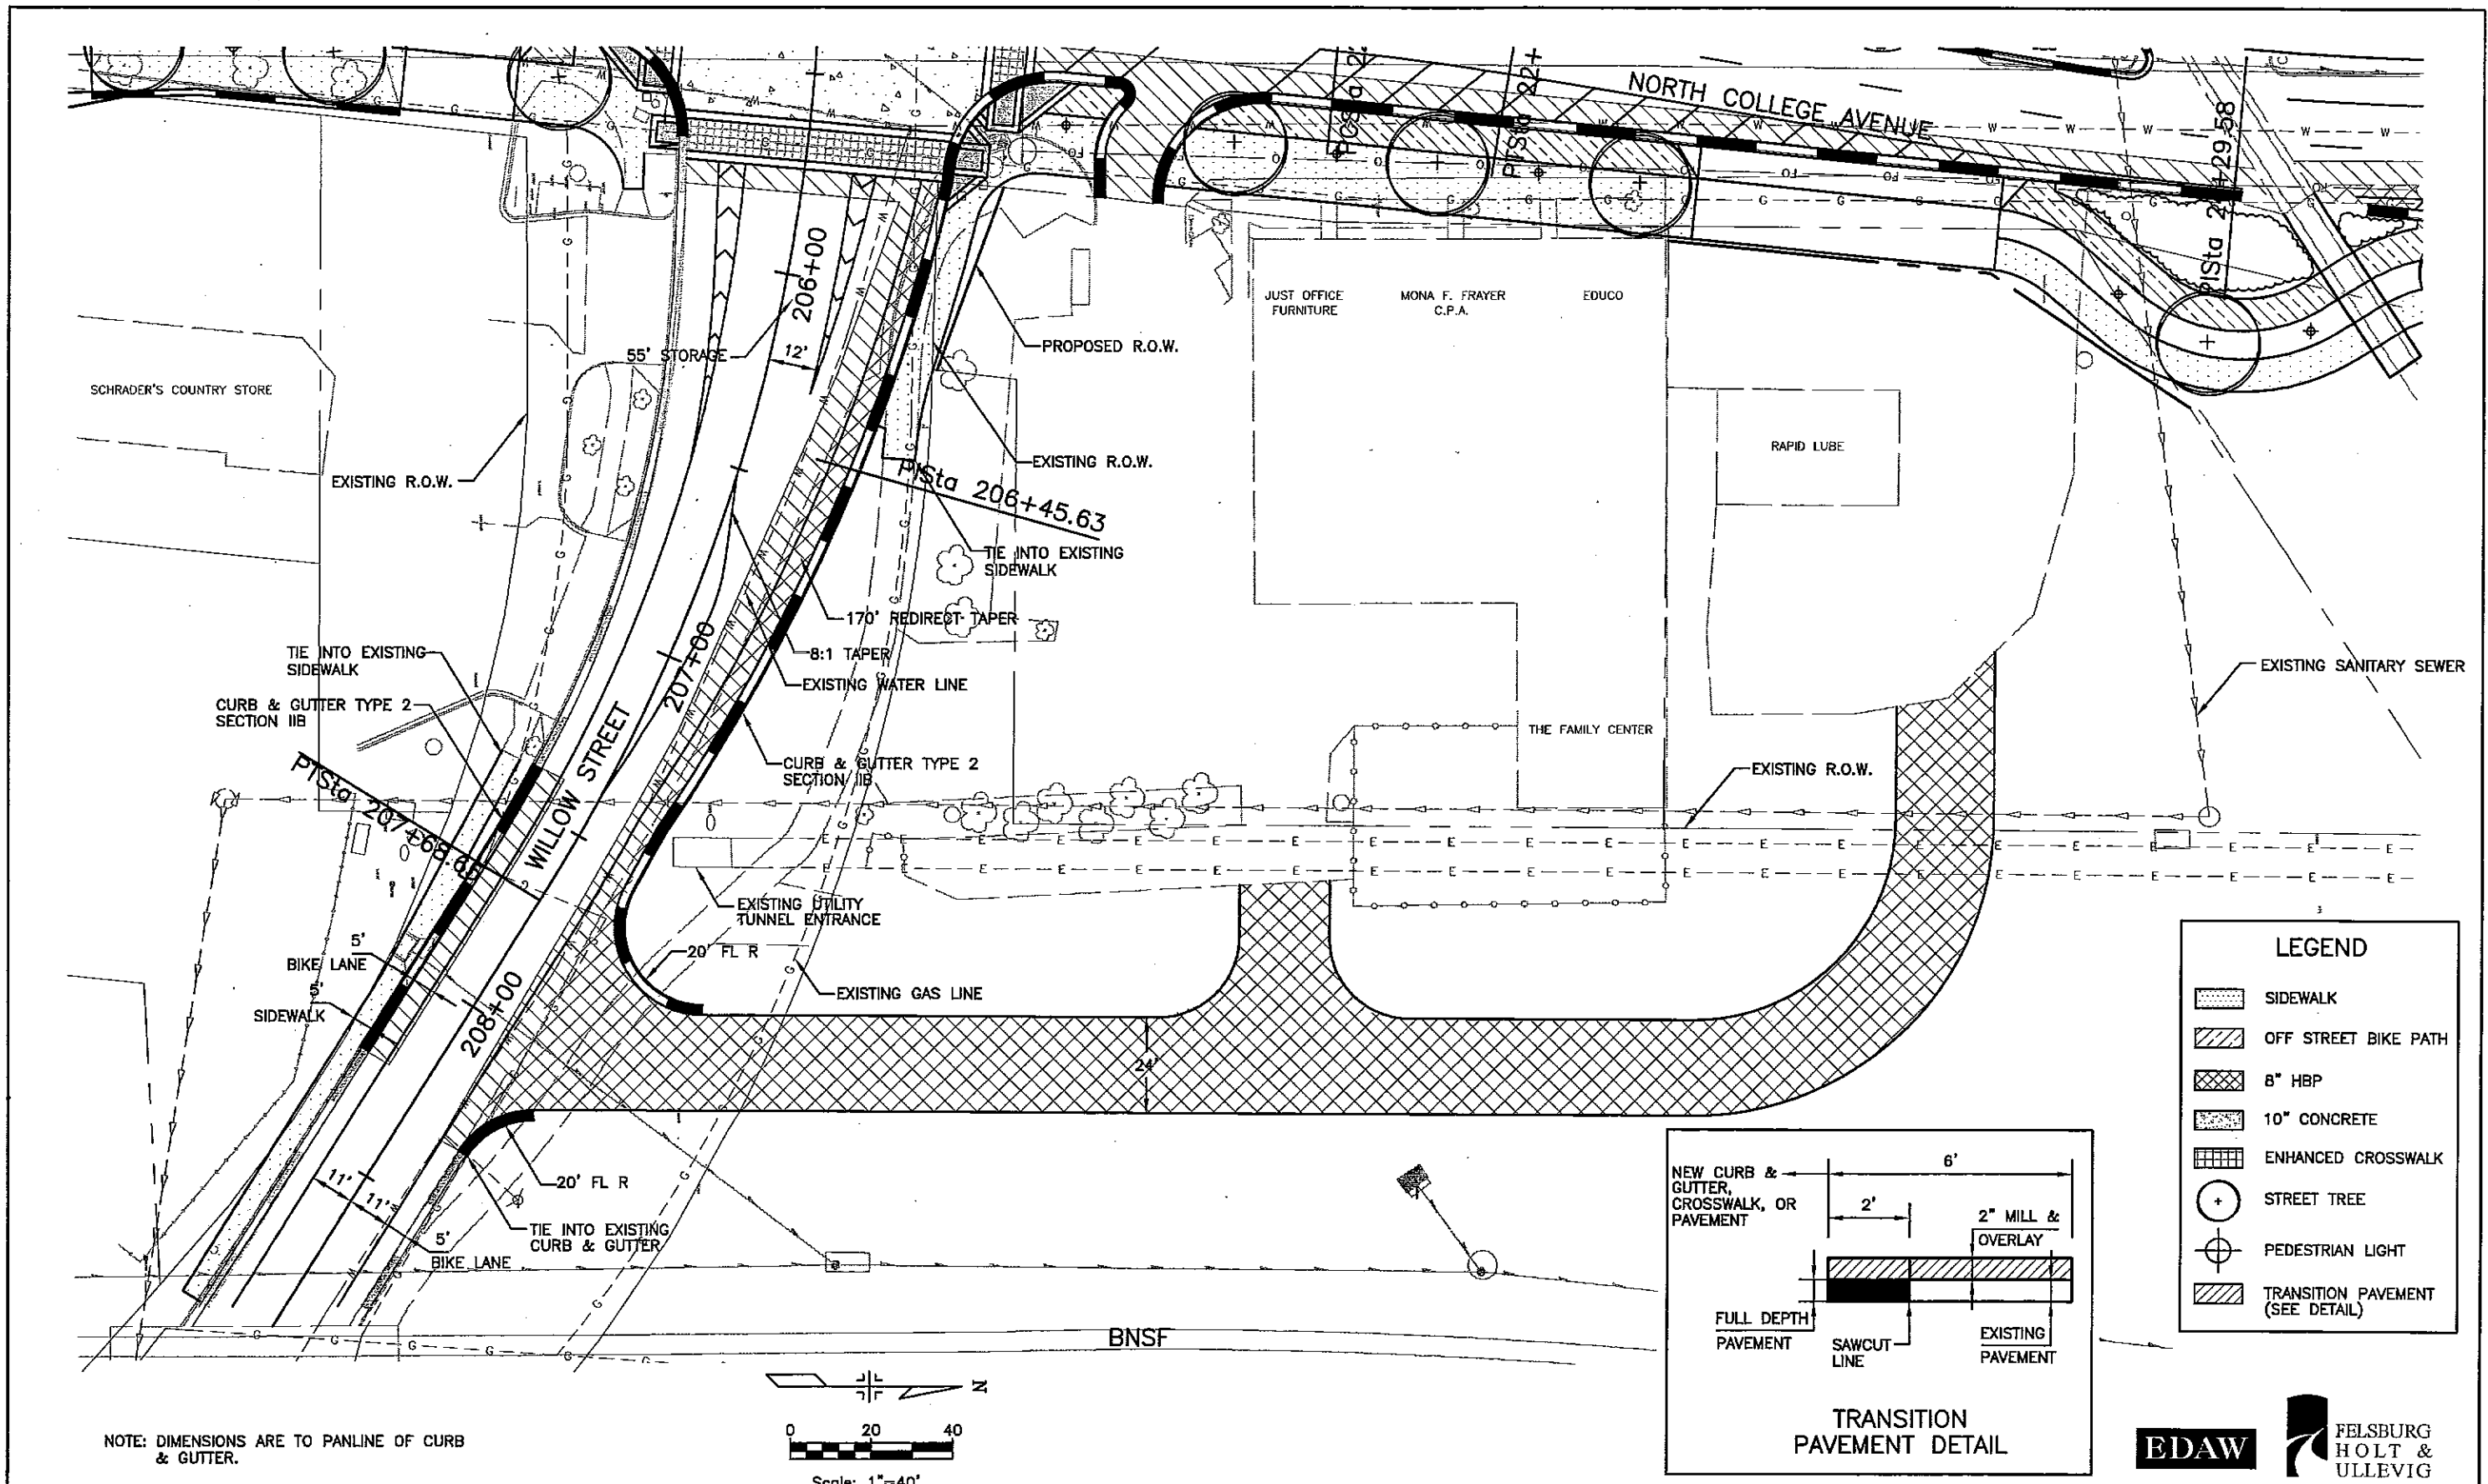 NORTH COLLEGE AVENUE
PISta 22+
+29.58
206+00
55' STORAGE
12'
PROPOSED R.O.W.
JUST OFFICE
FURNITURE
MONA F. FRAYER
C.P.A.
EDUCO
SCHRADER'S COUNTRY STORE
RAPID LUBE
EXISTING R.O.W.
EXISTING R.O.W.
PISta 206+45.63
TIE INTO EXISTING
SIDEWALK
170' REDIRECT TAPER
8:1 TAPER
EXISTING WATER LINE
207+00
TIE INTO EXISTING
SIDEWALK
CURB & GUTTER TYPE 2
SECTION IIB
EXISTING SANITARY SEWER
WILLOW STREET
CURB & GUTTER TYPE 2
SECTION IIB
THE FAMILY CENTER
EXISTING R.O.W.
EXISTING UTILITY
TUNNEL ENTRANCE
5'
BIKE LANE
20' FL R
EXISTING GAS LINE
5'
SIDEWALK
208+00
24'
11'
11'
5'
BIKE LANE
20' FL R
TIE INTO EXISTING
CURB & GUTTER
BNSF
LEGEND
SIDEWALK
OFF STREET BIKE PATH
8" HBP
10" CONCRETE
ENHANCED CROSSWALK
STREET TREE
PEDESTRIAN LIGHT
TRANSITION PAVEMENT
(SEE DETAIL)
NEW CURB &
GUTTER,
CROSSWALK, OR
PAVEMENT
6'
2'
2" MILL &
OVERLAY
FULL DEPTH
PAVEMENT
SAWCUT
LINE
EXISTING
PAVEMENT
TRANSITION
PAVEMENT DETAIL
N
0 20 40
Scale: 1"=40'
NOTE: DIMENSIONS ARE TO PANLINE OF CURB
& GUTTER.
EDAW
FELSBURG
HOLT &
ULLEVIG